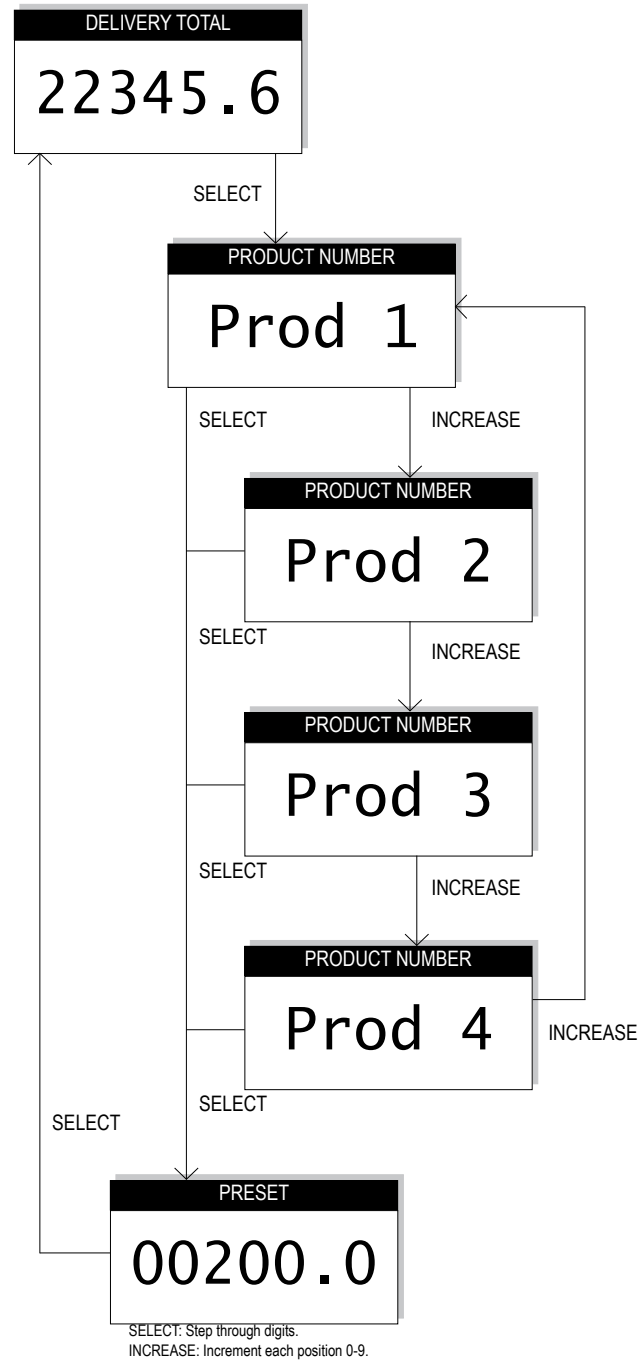 DELIVERY TOTAL
22345.6
SELECT
PRODUCT NUMBER
Prod 1
SELECT
INCREASE
PRODUCT NUMBER
Prod 2
SELECT
INCREASE
PRODUCT NUMBER
Prod 3
SELECT
INCREASE
PRODUCT NUMBER
Prod 4
INCREASE
SELECT
SELECT
PRESET
00200.0
SELECT: Step through digits.
INCREASE: Increment each position 0-9.